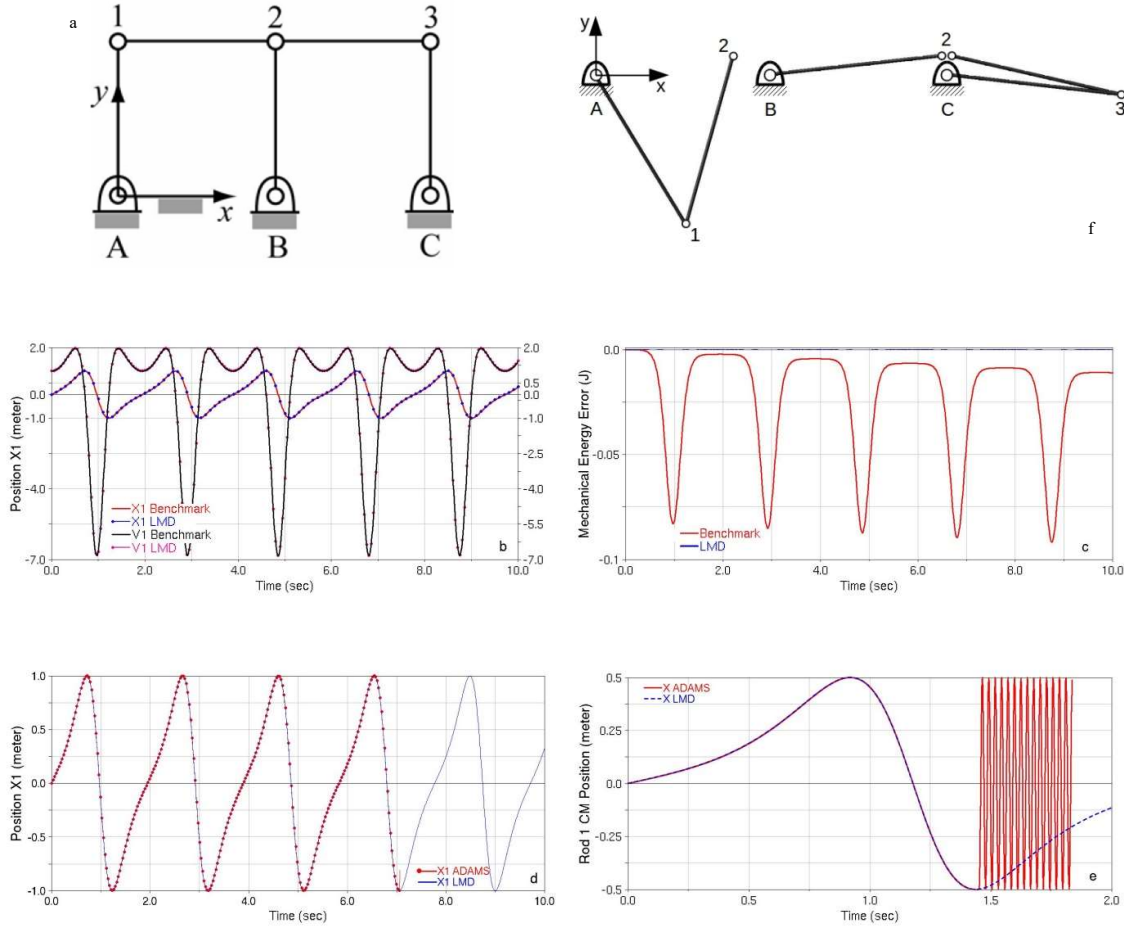 a
1 2 3
y
x
A B C
y
2 2
x
A B C
3
1
f
2.0
0.0
-1.0
-4.0
-7.0
2.0
0.5
0.0
-1.0
-2.5
-5.5
-7.0
Position X1 (meter)
X1 Benchmark
X1 LMD
V1 Benchmark
V1 LMD
b
0.0 2.0 4.0 6.0 8.0 10.0
Time (sec)
0.0
-0.05
-0.1
Mechanical Energy Error (J)
Benchmark
LMD
c
0.0 2.0 4.0 6.0 8.0 10.0
Time (sec)
1.0
0.5
0.0
-0.5
-1.0
Position X1 (meter)
X1 ADAMS
X1 LMD
d
0.0 2.0 4.0 6.0 8.0 10.0
Time (sec)
0.5
0.25
0.0
-0.25
-0.5
Rod 1 CM Position (meter)
X ADAMS
X LMD
e
0.0 0.5 1.0 1.5 2.0
Time (sec)